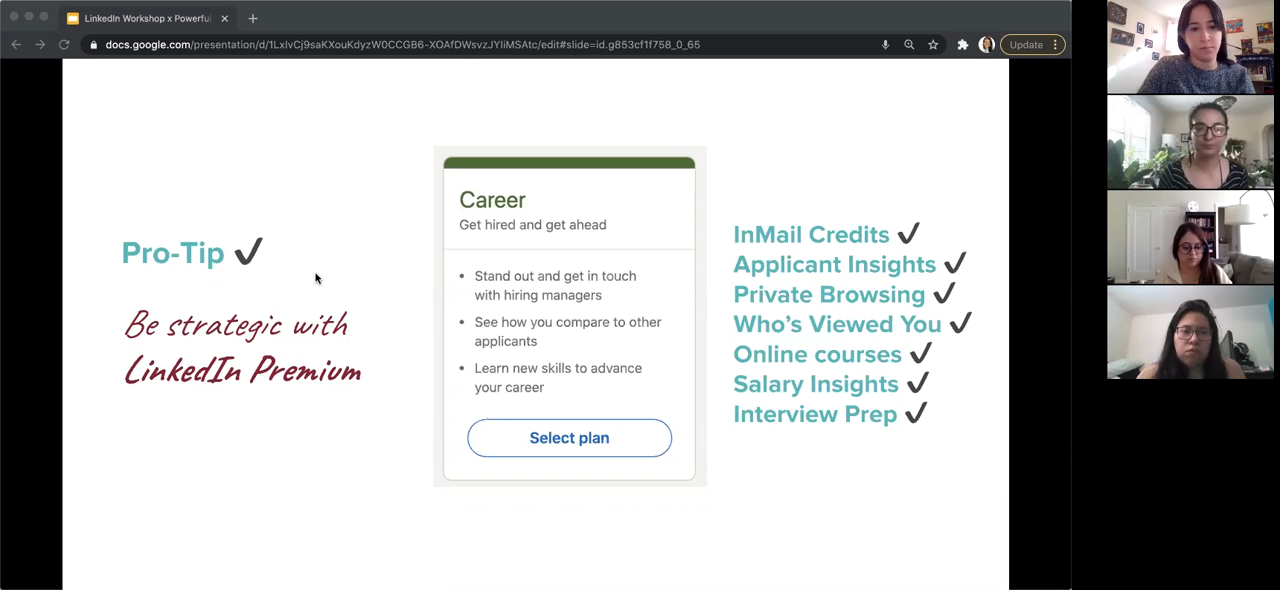 LinkedIn Workshop x Powerful
docs.google.com/presentation/d/1LxIvCj9saKXouKdyzW0CCGB6-XOAfDWsvzJYIiMSAtc/edit#slide=id.g853cf1f758_0_65
Update
Pro-Tip ✔
Be strategic with
LinkedIn Premium
Career
Get hired and get ahead
• Stand out and get in touch
with hiring managers
• See how you compare to other
applicants
• Learn new skills to advance
your career
Select plan
InMail Credits ✔
Applicant Insights ✔
Private Browsing ✔
Who's Viewed You ✔
Online courses ✔
Salary Insights ✔
Interview Prep ✔